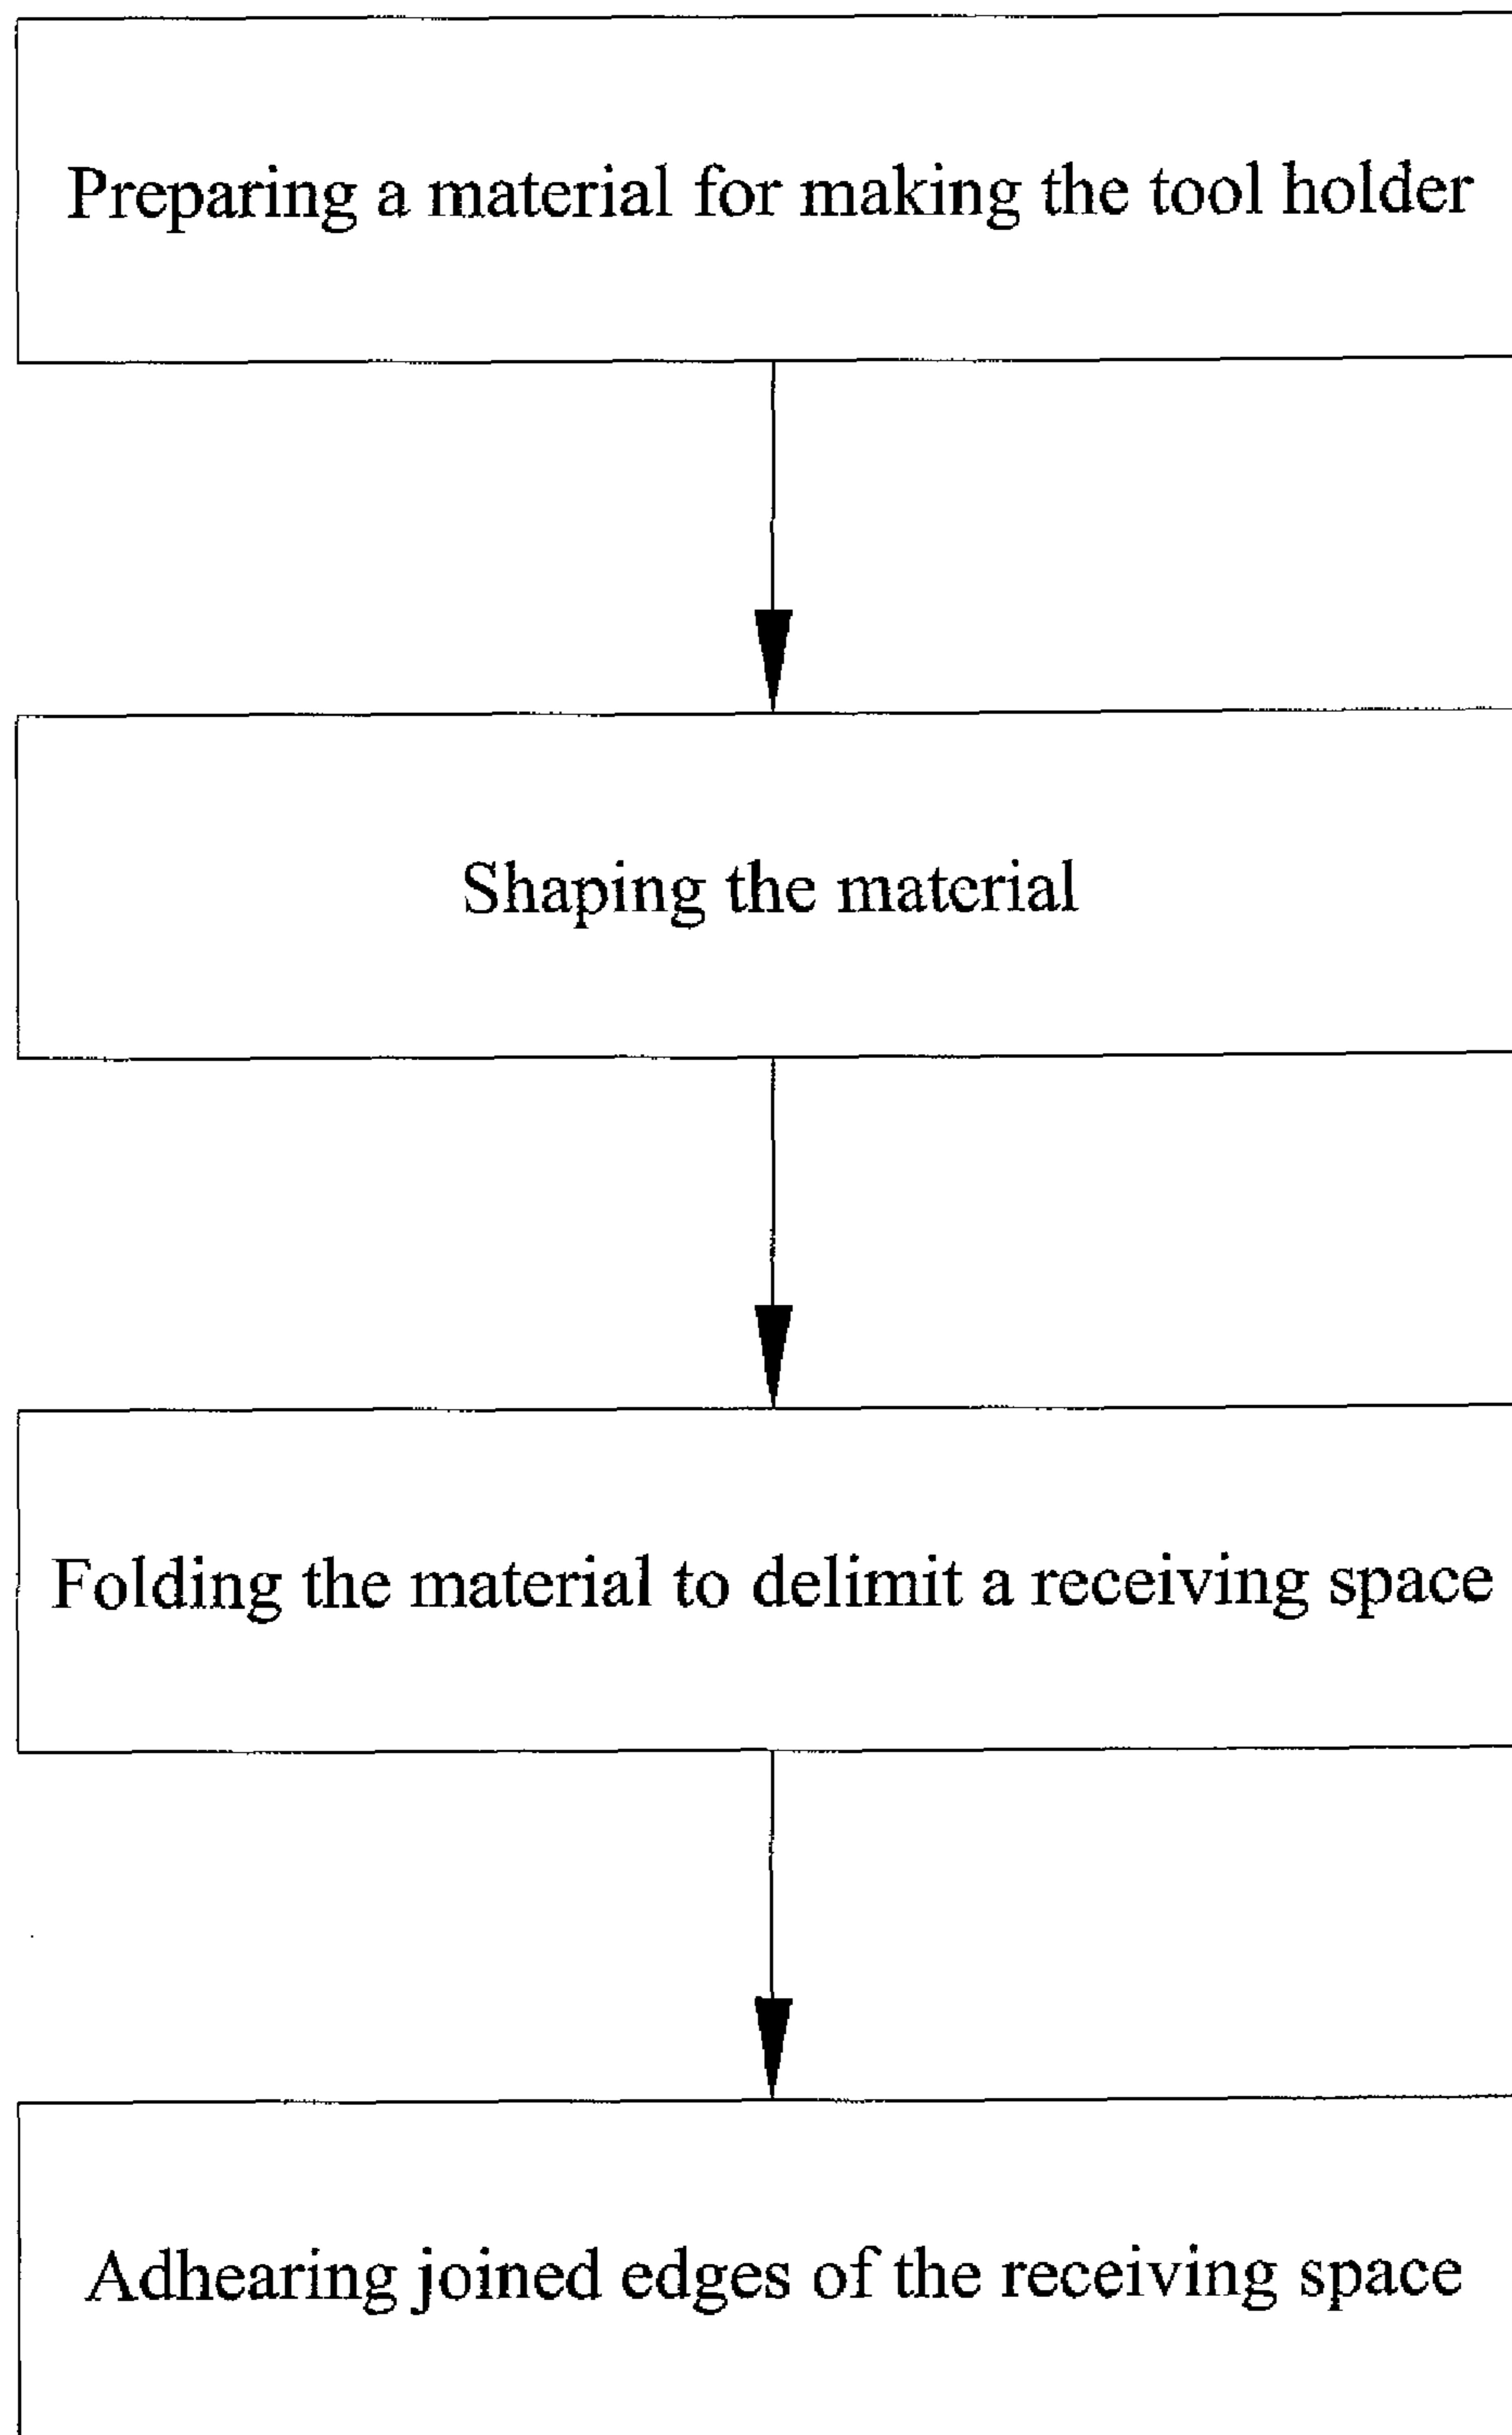 Preparing a material for making the tool holder
Shaping the material
Folding the material to delimit a receiving space
Adhearing joined edges of the receiving space